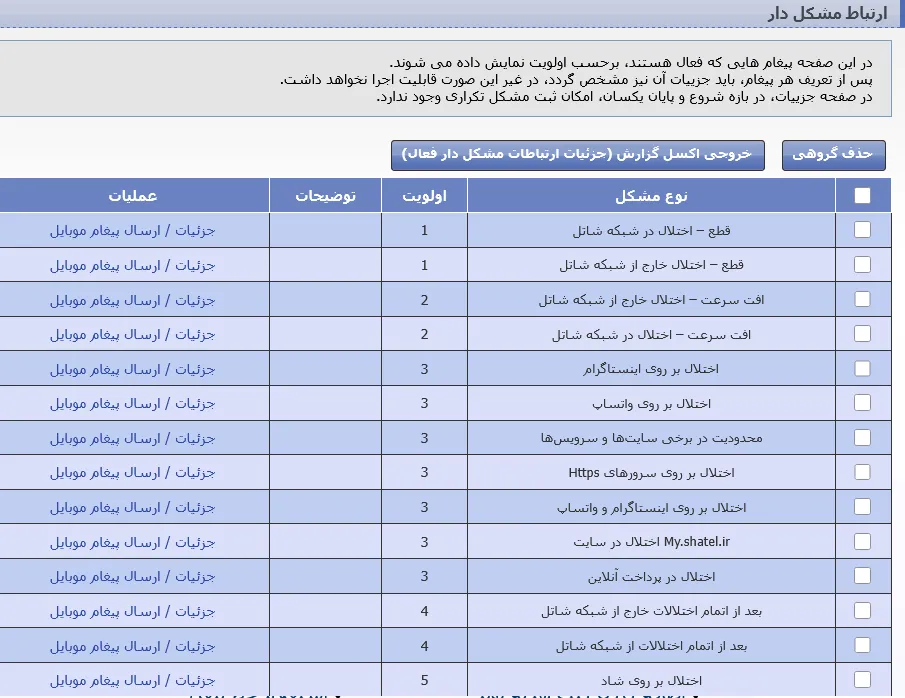 ارتباط مشکل دار
در این صفحه پیغام هایی که فعال هستند، برحسب اولویت نمایش داده می شوند.
پس از تعریف هر پیغام، باید جزییات آن نیز مشخص گردد، در غیر این صورت قابلیت اجرا نخواهد داشت.
در صفحه جزییات، در بازه شروع و پایان یکسان، امکان ثبت مشکل تکراری وجود ندارد.
حذف گروهی خروجی اکسل گزارش (جزئیات ارتباطات مشکل دار فعال)
نوع مشکل اولویت توضیحات عملیات
قطع – اختلال در شبکه شاتل 1 جزئیات / ارسال پیغام موبایل
قطع – اختلال خارج از شبکه شاتل 1 جزئیات / ارسال پیغام موبایل
افت سرعت – اختلال خارج از شبکه شاتل 2 جزئیات / ارسال پیغام موبایل
افت سرعت – اختلال در شبکه شاتل 2 جزئیات / ارسال پیغام موبایل
اختلال بر روی اینستاگرام 3 جزئیات / ارسال پیغام موبایل
اختلال بر روی واتساپ 3 جزئیات / ارسال پیغام موبایل
محدودیت در برخی سایت‌ها و سرویس‌ها 3 جزئیات / ارسال پیغام موبایل
اختلال بر روی سرورهای Https 3 جزئیات / ارسال پیغام موبایل
اختلال بر روی اینستاگرام و واتساپ 3 جزئیات / ارسال پیغام موبایل
My.shatel.ir اختلال در سایت 3 جزئیات / ارسال پیغام موبایل
اختلال در پرداخت آنلاین 3 جزئیات / ارسال پیغام موبایل
بعد از اتمام اختلالات خارج از شبکه شاتل 4 جزئیات / ارسال پیغام موبایل
بعد از اتمام اختلالات از شبکه شاتل 4 جزئیات / ارسال پیغام موبایل
اختلال بر روی شاد 5 جزئیات / ارسال پیغام موبایل